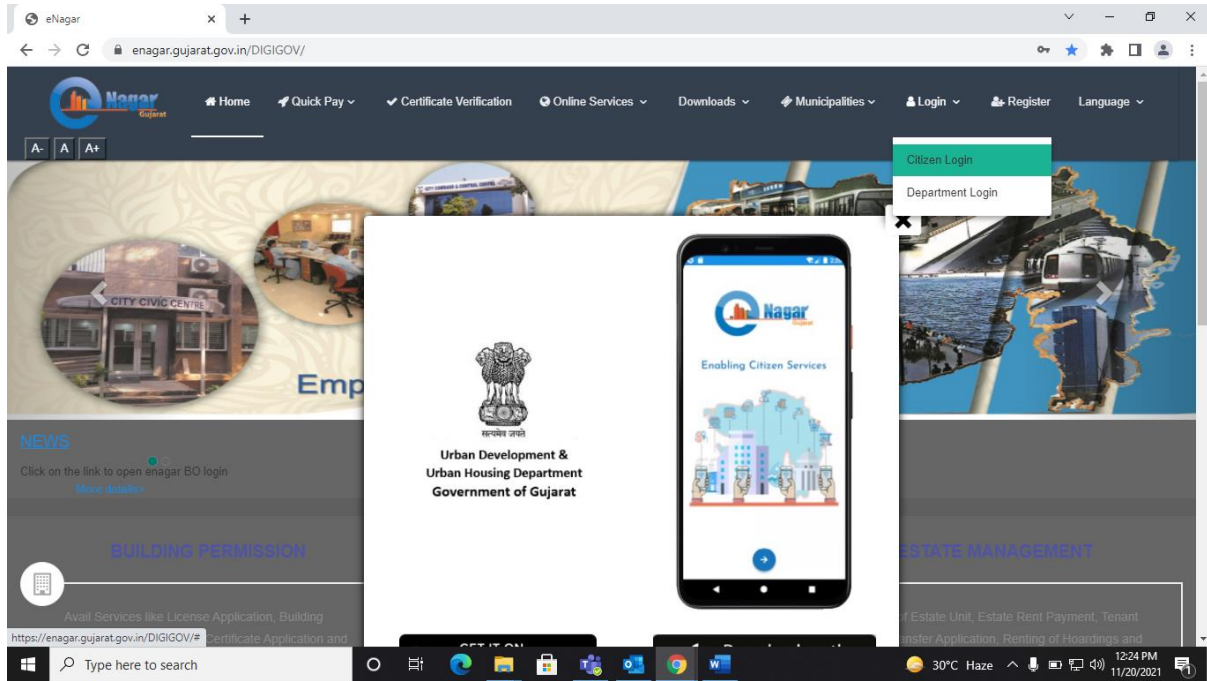 eNagar
enagar.gujarat.gov.in/DIGIGOV/
Nagar
Gujarat
Home
Quick Pay
Certificate Verification
Online Services
Downloads
Municipalities
Login
Register
Language
A- A A+
Citizen Login
Department Login
CITY CIVIC CENTRE
Emp
NEWS
Click on the link to open enagar BO login
More details>
सत्यमेव जयते
Urban Development &
Urban Housing Department
Government of Gujarat
Nagar
Gujarat
Enabling Citizen Services
BUILDING PERMISSION
Avail Services like License Application, Building
Certificate Application and
ESTATE MANAGEMENT
of Estate Unit, Estate Rent Payment, Tenant
nsfer Application, Renting of Hoardings and
GET IT ON
https://enagar.gujarat.gov.in/DIGIGOV/#
Type here to search
30°C Haze
12:24 PM
11/20/2021